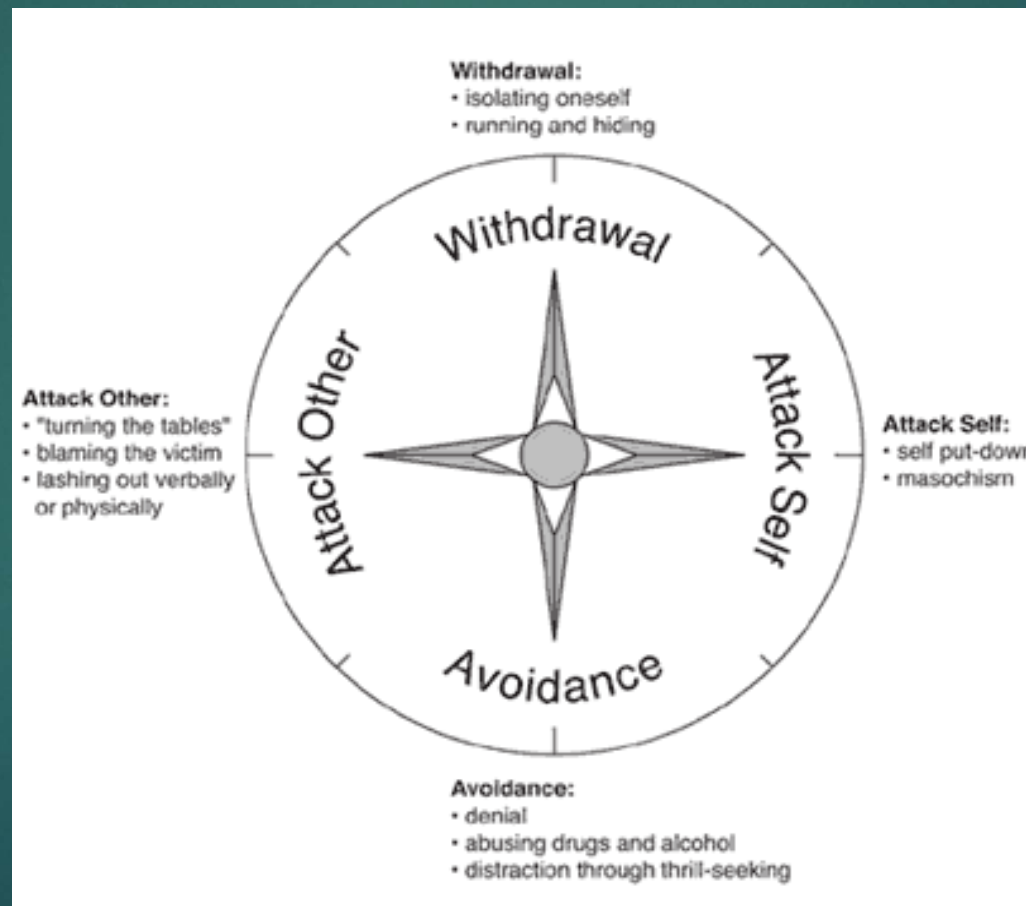 Withdrawal:
• isolating oneself
• running and hiding
Withdrawal
Attack Other:
• "turning the tables"
• blaming the victim
• lashing out verbally
or physically
Attack Other
Attack Self
Attack Self:
• self put-down
• masochism
Avoidance
Avoidance:
• denial
• abusing drugs and alcohol
• distraction through thrill-seeking